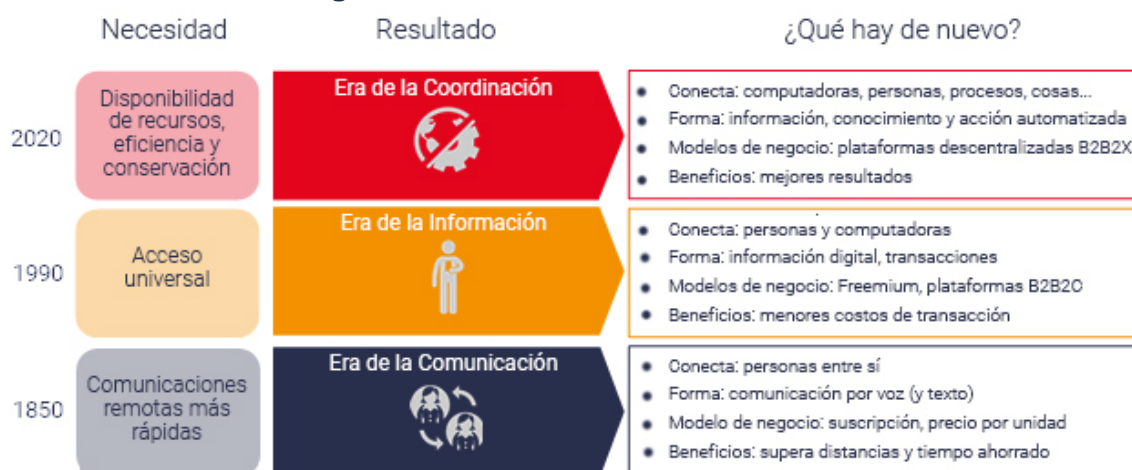 Necesidad
Resultado
¿Qué hay de nuevo?
2020
Disponibilidad
de recursos,
eficiencia y
conservación
Era de la Coordinación
Conecta: computadoras, personas, procesos, cosas...
Forma: información, conocimiento y acción automatizada
Modelos de negocio: plataformas descentralizadas B2B2X
Beneficios: mejores resultados
1990
Acceso
universal
Era de la Información
Conecta: personas y computadoras
Forma: información digital, transacciones
Modelos de negocio: Freemium, plataformas B2B2C
Beneficios: menores costos de transacción
1850
Comunicaciones
remotas más
rápidas
Era de la Comunicación
Conecta: personas entre sí
Forma: comunicación por voz (y texto)
Modelo de negocio: suscripción, precio por unidad
Beneficios: supera distancias y tiempo ahorrado